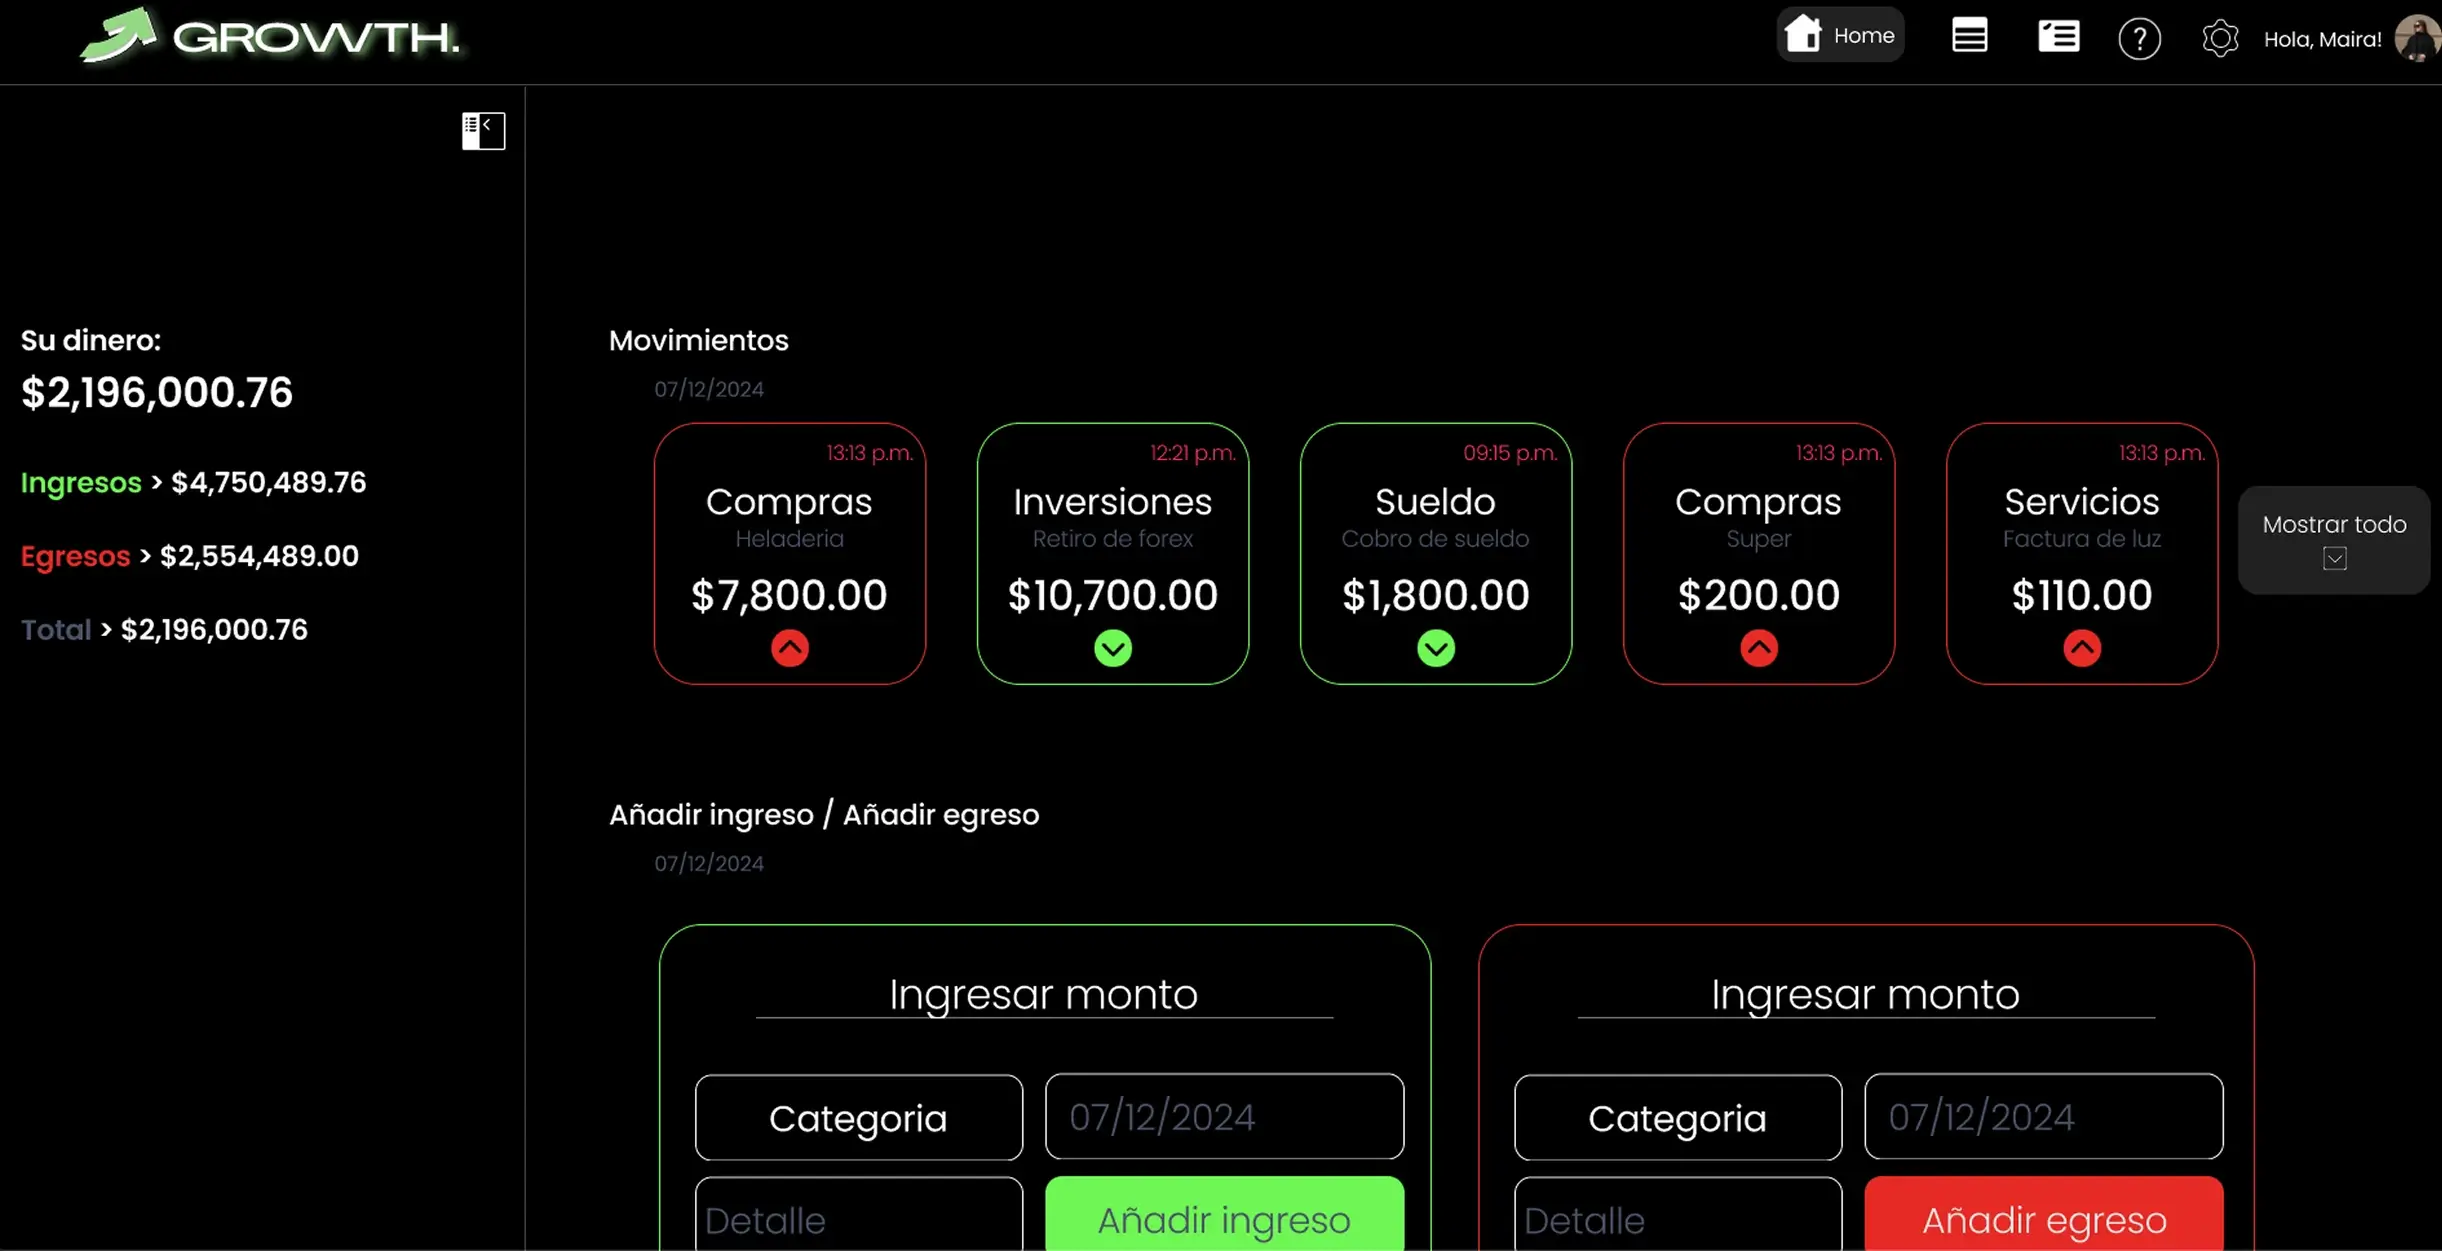 GROWTH.
Home
?
Hola, Maira!
Su dinero:
$2,196,000.76
Ingresos > $4,750,489.76
Egresos > $2,554,489.00
Total > $2,196,000.76
Movimientos
07/12/2024
13:13 p.m.
Compras
Heladeria
$7,800.00
12:21 p.m.
Inversiones
Retiro de forex
$10,700.00
09:15 p.m.
Sueldo
Cobro de sueldo
$1,800.00
13:13 p.m.
Compras
Super
$200.00
13:13 p.m.
Servicios
Factura de luz
$110.00
Mostrar todo
Añadir ingreso / Añadir egreso
07/12/2024
Ingresar monto
Categoria
07/12/2024
Detalle
Añadir ingreso
Ingresar monto
Categoria
07/12/2024
Detalle
Añadir egreso